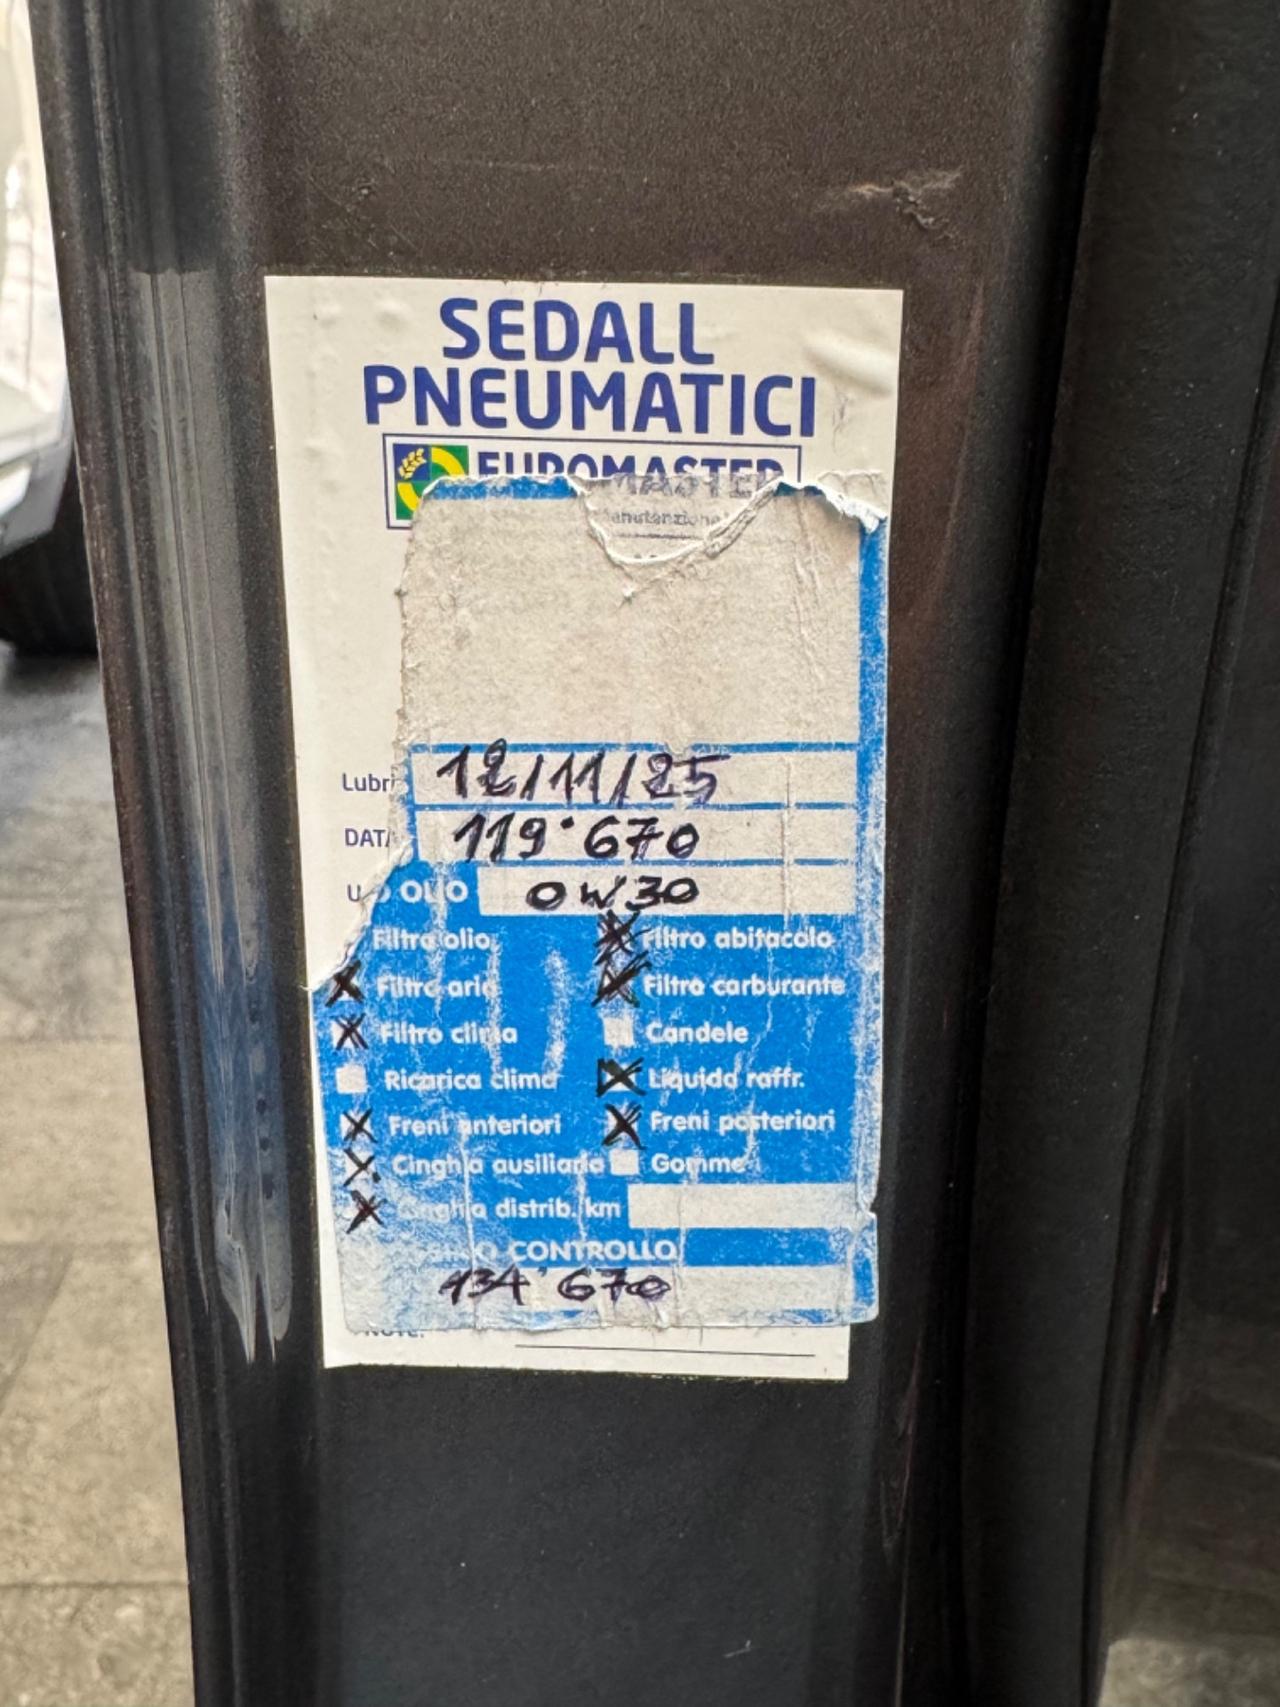 SEDALL
PNEUMATICI
EUROMASTER
Manutenzione
Lubri 12/11/25
DATA 119·670
OLIO 0W30
Filtro olio Filtro abitacolo
Filtro aria Filtro carburante
Filtro clima Candele
Ricarica clima Liquido raffr.
Freni anteriori Freni posteriori
Cinghia ausiliaria Gomme
Cinghia distrib. km
CONTROLLO
134'670
NOTE: